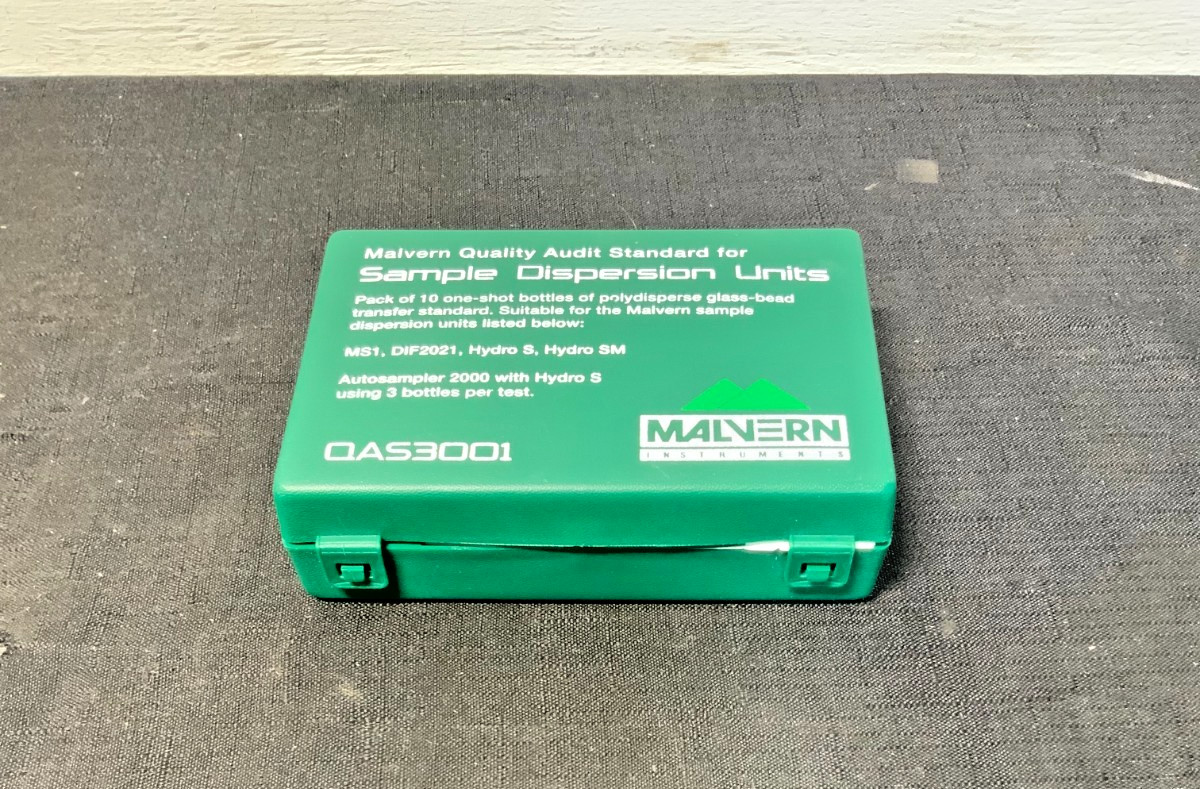 Malvern Quality Audit Standard for
Sample Dispersion Units
Pack of 10 one-shot bottles of polydisperse glass-bead
transfer standard. Suitable for the Malvern sample
dispersion units listed below:
MS1, DIF2021, Hydro S, Hydro SM
Autosampler 2000 with Hydro S
using 3 bottles per test.
QAS3001
MALVERN
INSTRUMENTS